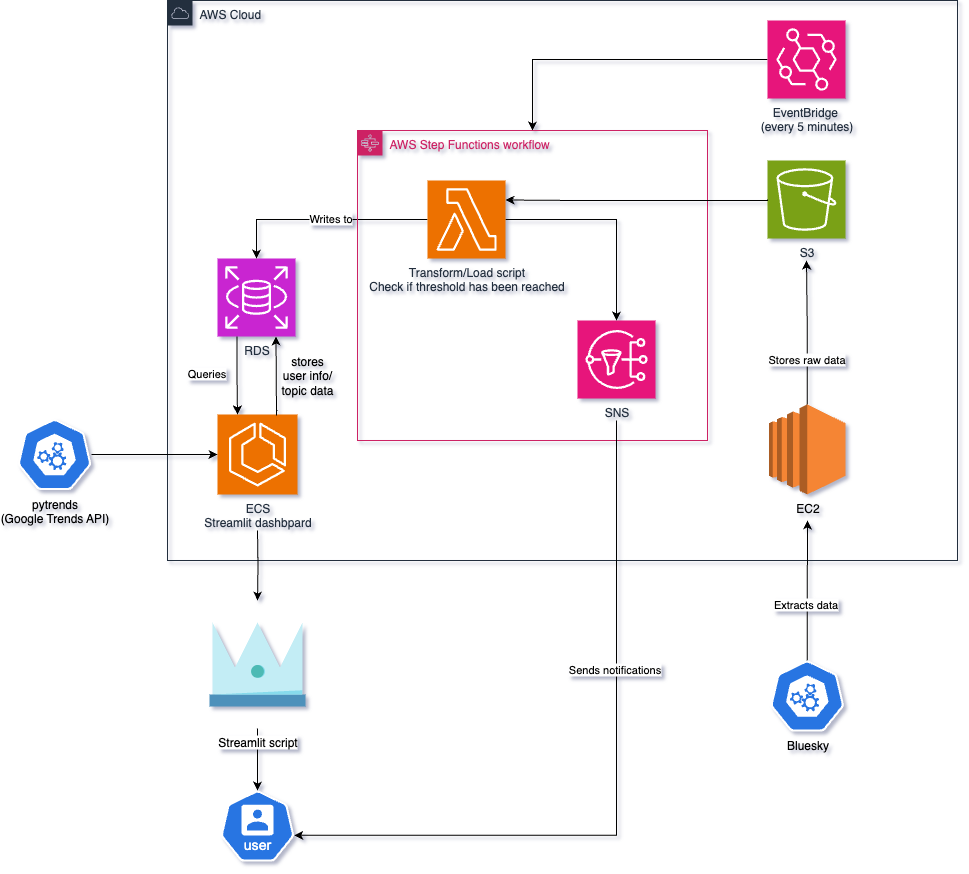 AWS Cloud
EventBridge
(every 5 minutes)
AWS Step Functions workflow
Writes to
S3
Transform/Load script
Check if threshold has been reached
RDS
stores
user info/
topic data
Queries
Stores raw data
SNS
pytrends
(Google Trends API)
ECS
Streamlit dashbpard
EC2
Extracts data
Sends notifications
Streamlit script
Bluesky
user